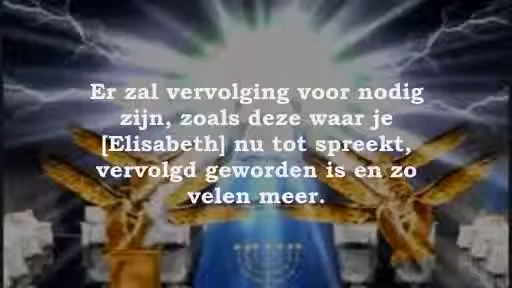 Er zal vervolging voor nodig
zijn, zoals deze waar je
[Elisabeth] nu tot spreekt,
vervolgd geworden is en zo
velen meer.